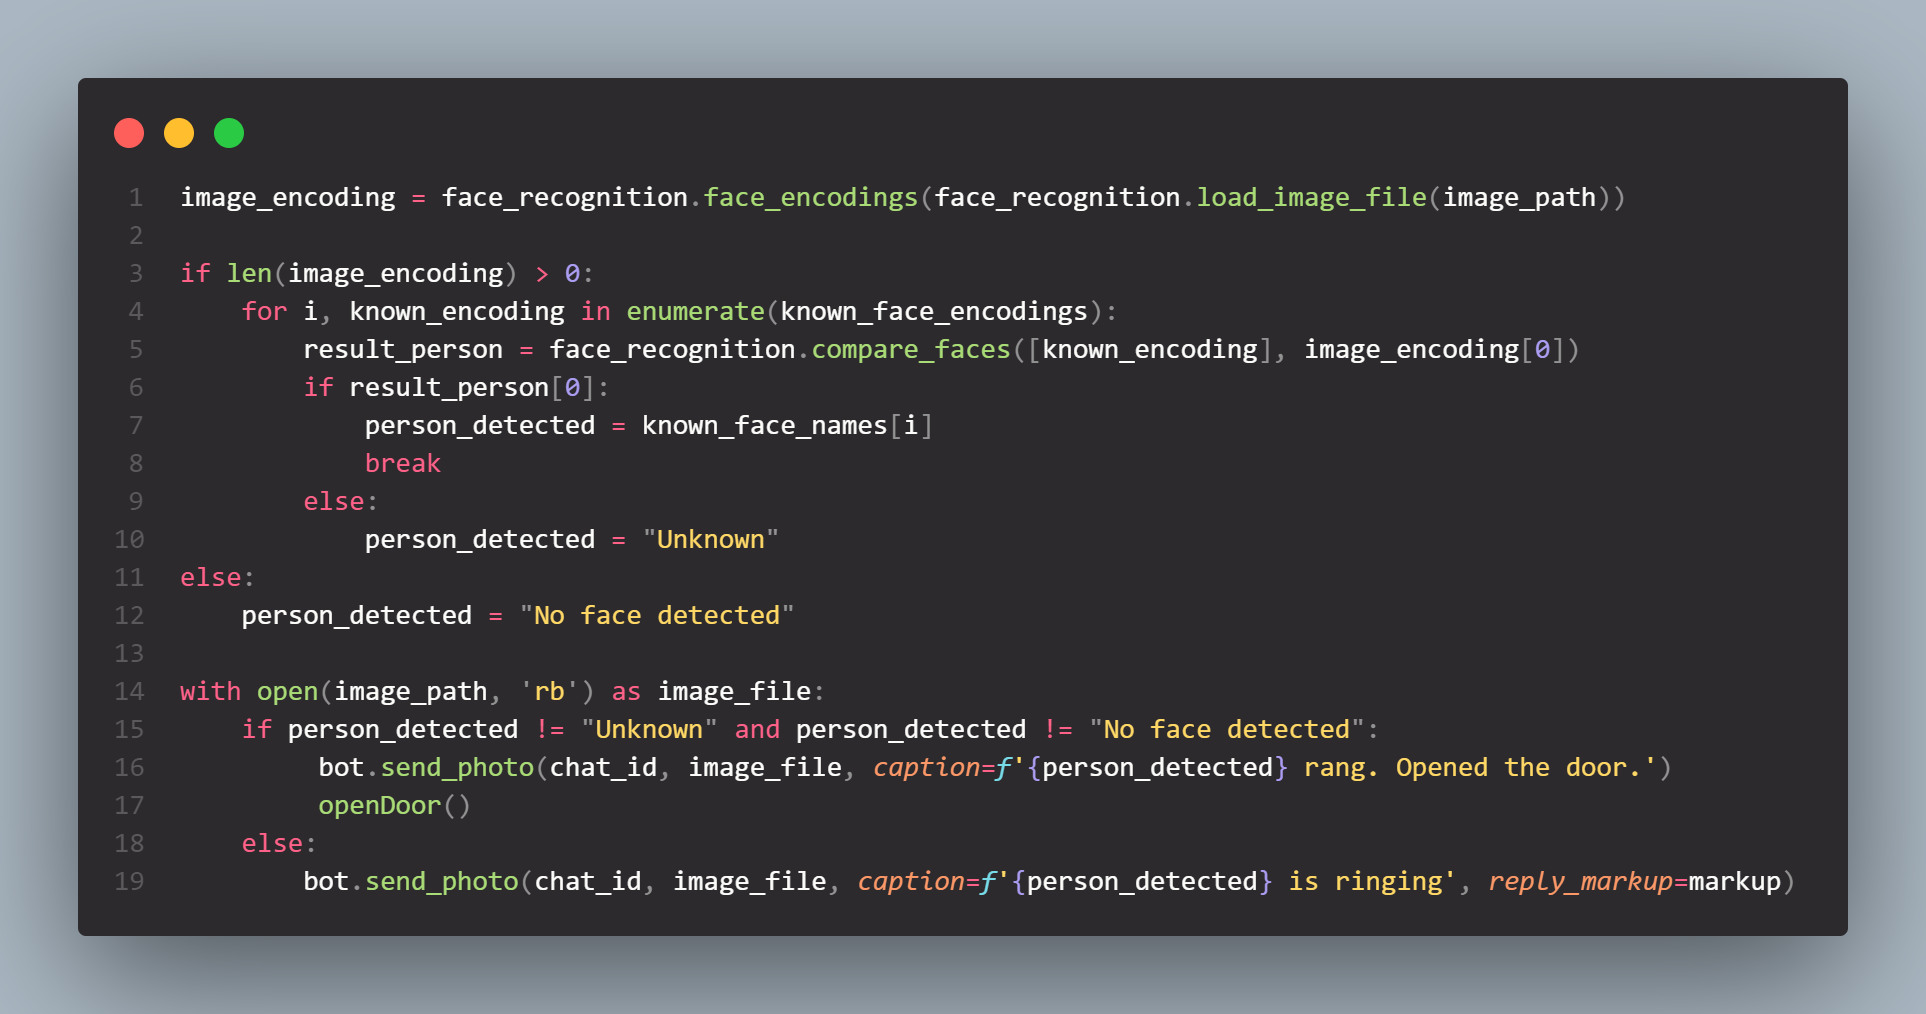 1 image_encoding = face_recognition.face_encodings(face_recognition.load_image_file(image_path))
2
3 if len(image_encoding) > 0:
4     for i, known_encoding in enumerate(known_face_encodings):
5         result_person = face_recognition.compare_faces([known_encoding], image_encoding[0])
6         if result_person[0]:
7             person_detected = known_face_names[i]
8             break
9         else:
10             person_detected = "Unknown"
11 else:
12     person_detected = "No face detected"
13
14 with open(image_path, 'rb') as image_file:
15     if person_detected != "Unknown" and person_detected != "No face detected":
16          bot.send_photo(chat_id, image_file, caption=f'{person_detected} rang. Opened the door.')
17          openDoor()
18     else:
19         bot.send_photo(chat_id, image_file, caption=f'{person_detected} is ringing', reply_markup=markup)